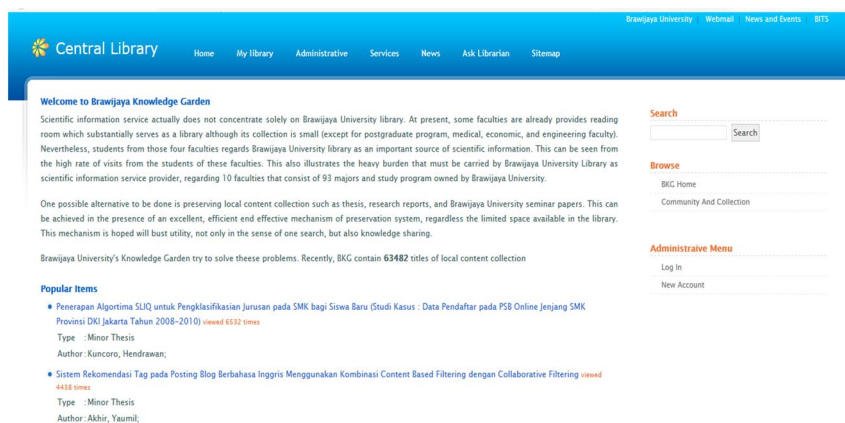 Brawijaya University Webmail News and Events BITS
Central Library
Home My library Administrative Services News Ask Librarian Sitemap
Welcome to Brawijaya Knowledge Garden
Scientific information service actually does not concentrate solely on Brawijaya University library. At present, some faculties are already provides reading
room which substantially serves as a library although its collection is small (except for postgraduate program, medical, economic, and engineering faculty).
Nevertheless, students from those four faculties regards Brawijaya University library as an important source of scientific information. This can be seen from
the high rate of visits from the students of these faculties. This also illustrates the heavy burden that must be carried by Brawijaya University Library as
scientific information service provider, regarding 10 faculties that consist of 93 majors and study program owned by Brawijaya University.
One possible alternative to be done is preserving local content collection such as thesis, research reports, and Brawijaya University seminar papers. This can
be achieved in the presence of an excellent, efficient end effective mechanism of preservation system, regardless the limited space available in the library.
This mechanism is hoped will bust utility, not only in the sense of one search, but also knowledge sharing.
Brawijaya University's Knowledge Garden try to solve theese problems. Recently, BKG contain 63482 titles of local content collection
Popular Items
Penerapan Algortima SLIQ untuk Pengklasifikasian Jurusan pada SMK bagi Siswa Baru (Studi Kasus : Data Pendaftar pada PSB Online Jenjang SMK
Provinsi DKI Jakarta Tahun 2008-2010) viewed 6532 times
Type : Minor Thesis
Author : Kuncoro, Hendrawan;
Sistem Rekomendasi Tag pada Posting Blog Berbahasa Inggris Menggunakan Kombinasi Content Based Filtering dengan Collaborative Filtering viewed
4438 times
Type : Minor Thesis
Author : Akhir, Yaumil;
Search
Search
Browse
BKG Home
Community And Collection
Administraive Menu
Log In
New Account